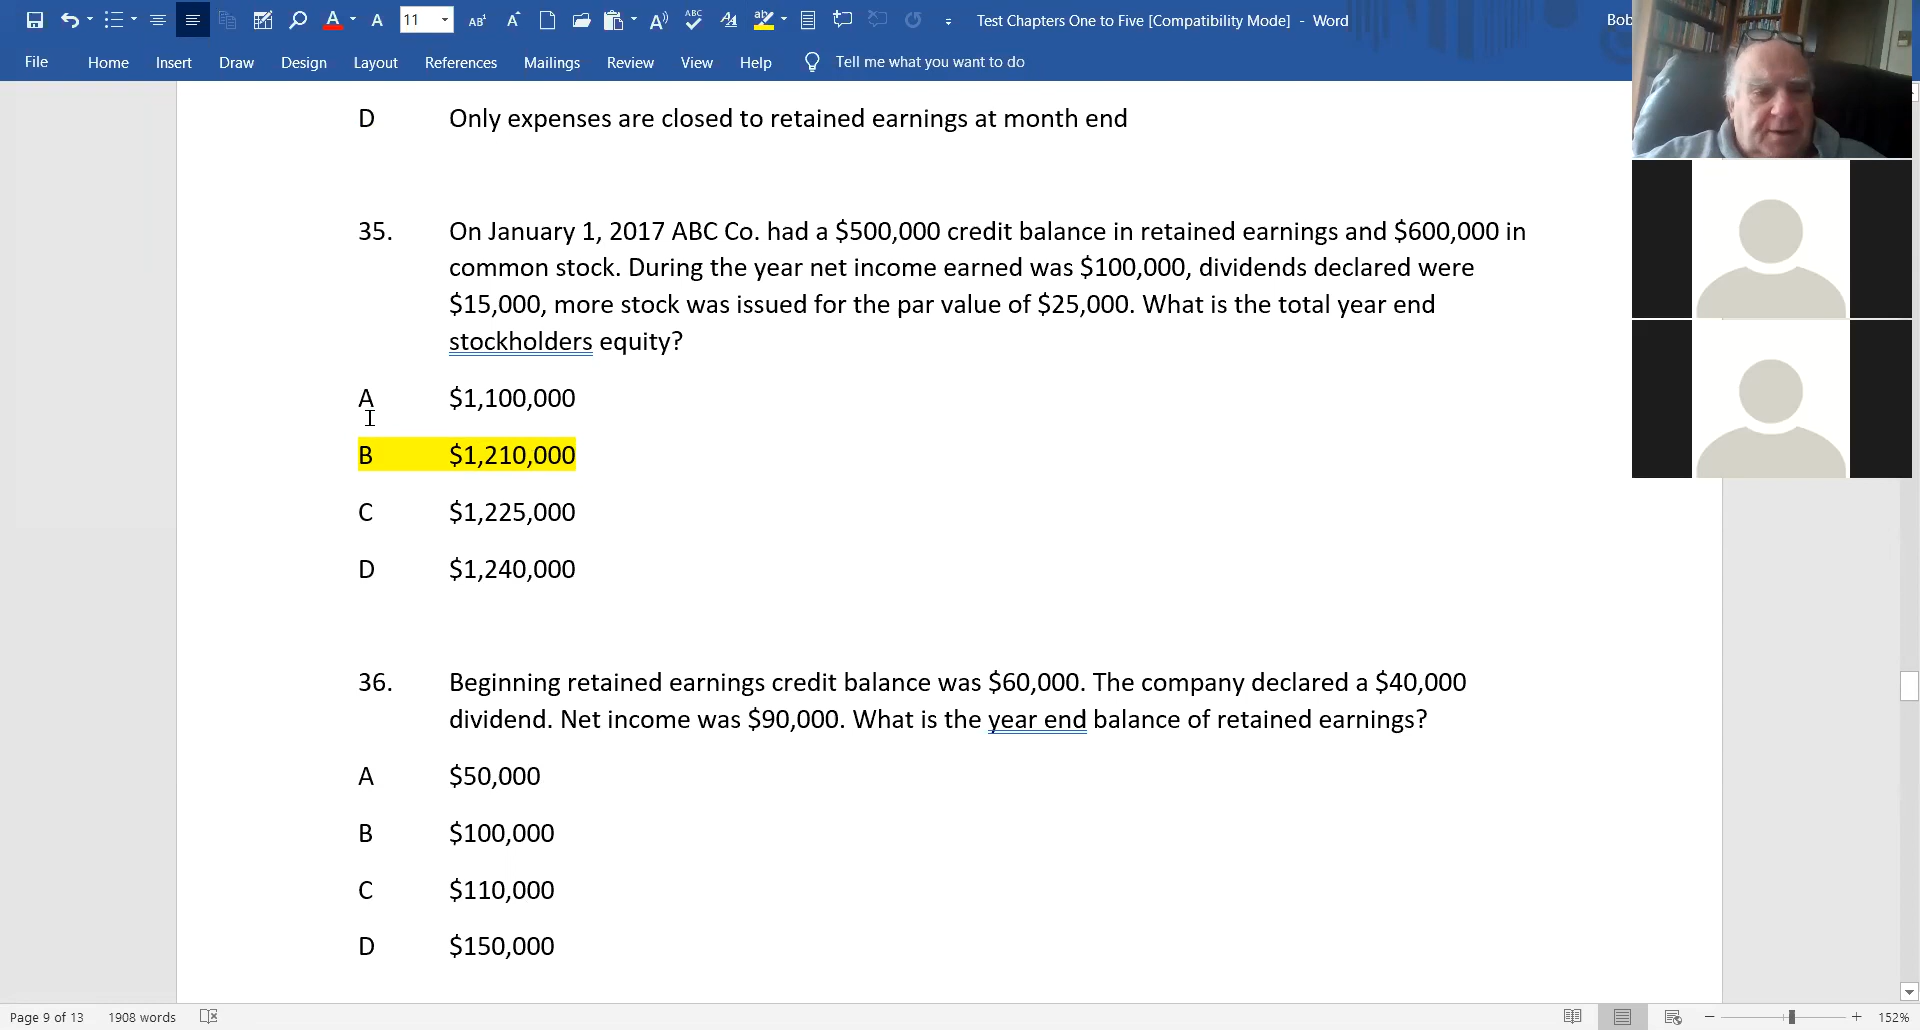 11
Test Chapters One to Five [Compatibility Mode] - Word
Bob
File Home Insert Draw Design Layout References Mailings Review View Help Tell me what you want to do
D Only expenses are closed to retained earnings at month end
35. On January 1, 2017 ABC Co. had a $500,000 credit balance in retained earnings and $600,000 in
common stock. During the year net income earned was $100,000, dividends declared were
$15,000, more stock was issued for the par value of $25,000. What is the total year end
stockholders equity?
A $1,100,000
B $1,210,000
C $1,225,000
D $1,240,000
36. Beginning retained earnings credit balance was $60,000. The company declared a $40,000
dividend. Net income was $90,000. What is the year end balance of retained earnings?
A $50,000
B $100,000
C $110,000
D $150,000
Page 9 of 13 1908 words 152%